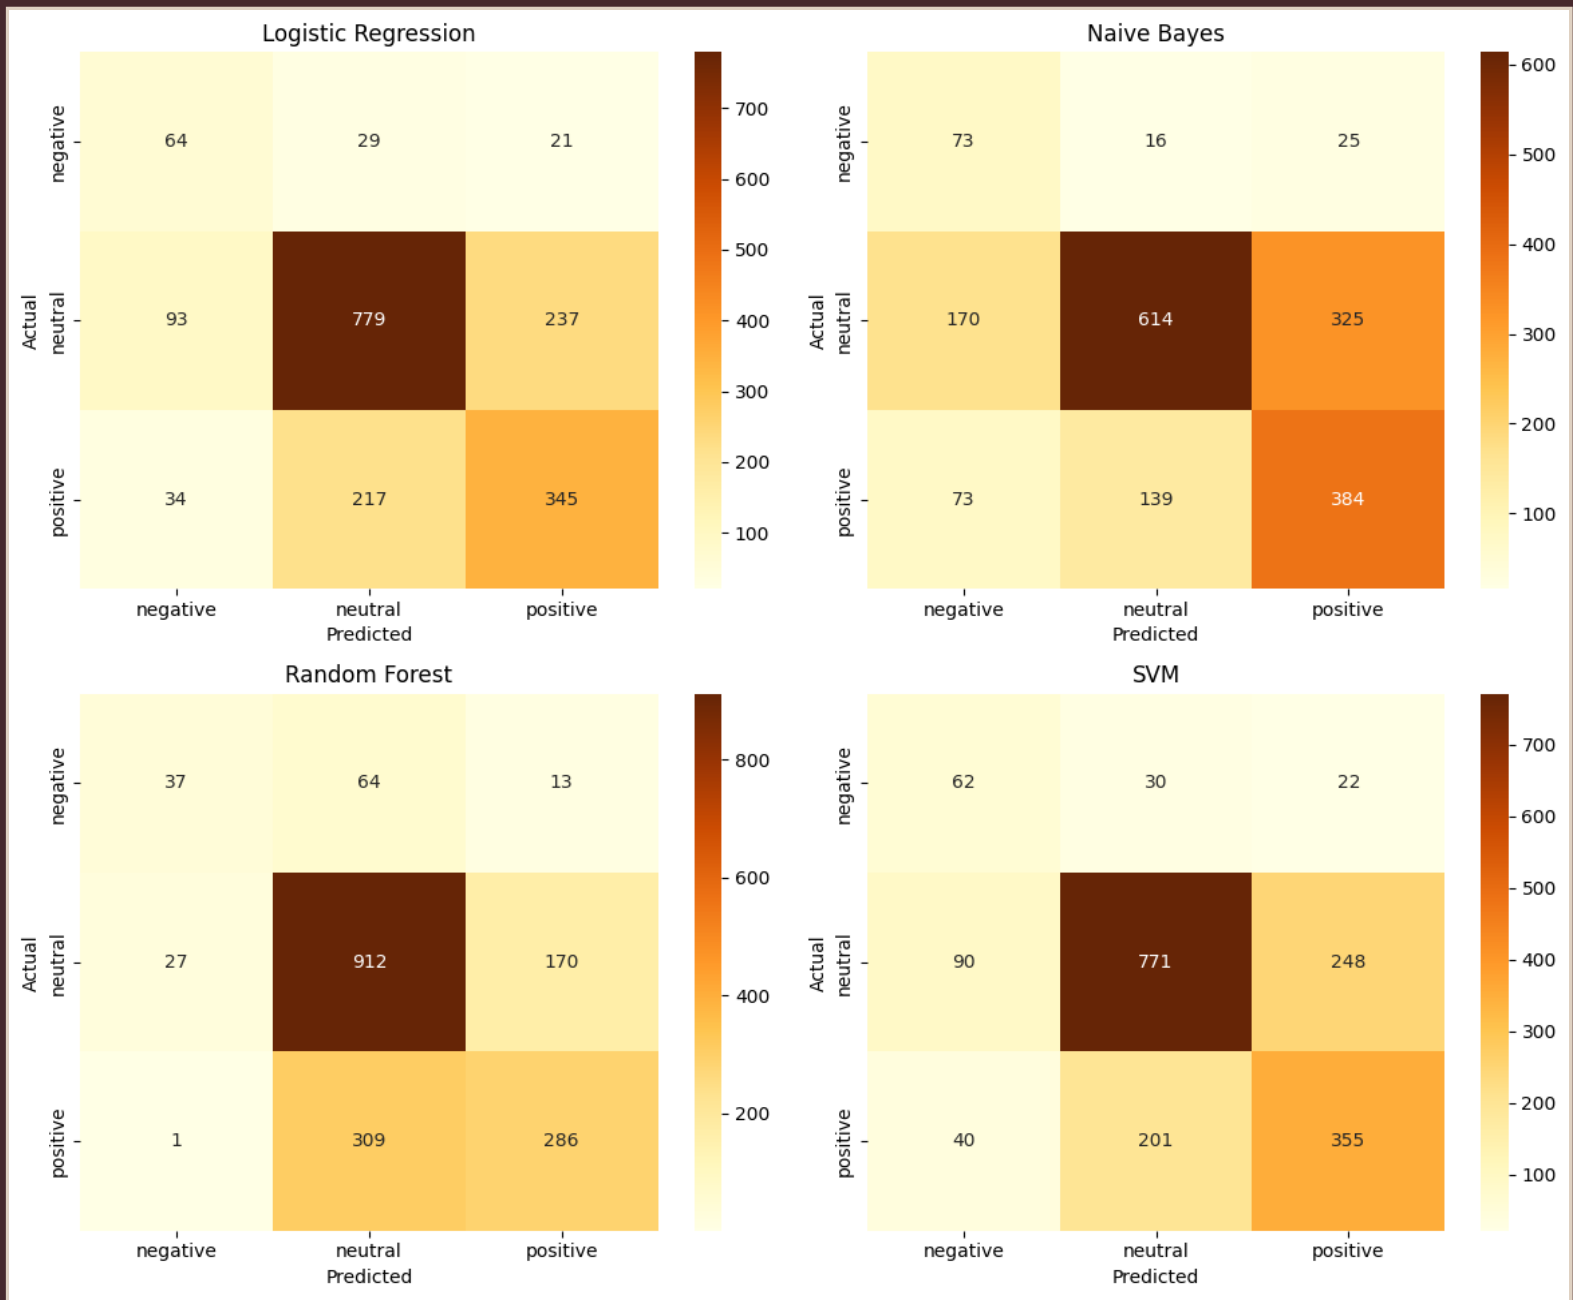 Logistic Regression
negative
64 29 21
700
600
500
Actual
neutral
93 779 237
400
300
200
positive
34 217 345
100
negative neutral positive
Predicted
Naive Bayes
600
negative
73 16 25
500
400
Actual
neutral
170 614 325
300
200
positive
73 139 384
100
negative neutral positive
Predicted
Random Forest
negative
37 64 13
800
600
Actual
neutral
27 912 170
400
200
positive
1 309 286
negative neutral positive
Predicted
SVM
negative
62 30 22
700
600
500
Actual
neutral
90 771 248
400
300
200
positive
40 201 355
100
negative neutral positive
Predicted